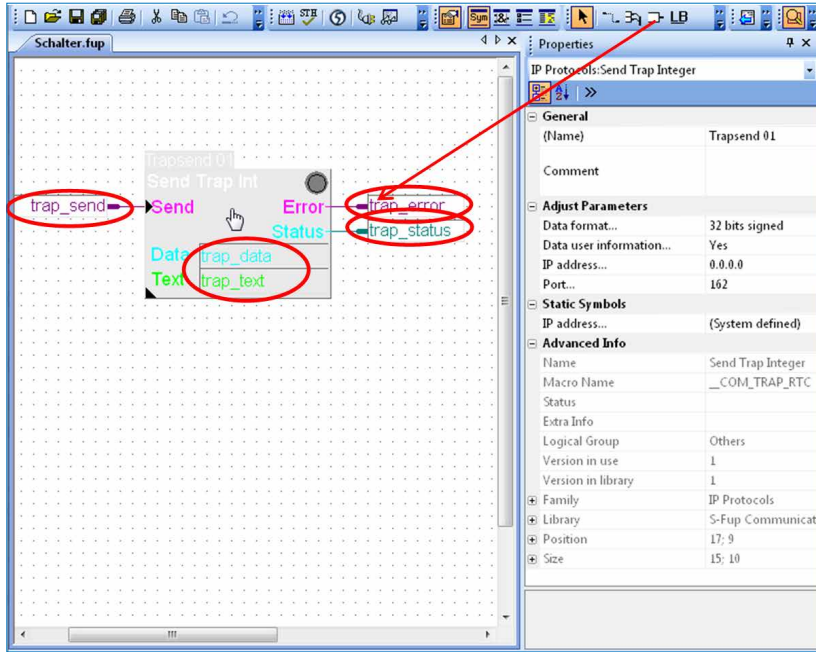 STH
Sym
LB
Schalter.fup
Trapsend 01
Send Trap Int
trap_send
Send
Error
trap_error
Status
trap_status
Data
trap_data
Text
trap_text
Properties
IP Protocols:Send Trap Integer
General
(Name) Trapsend 01
Comment
Adjust Parameters
Data format... 32 bits signed
Data user information... Yes
IP address... 0.0.0.0
Port... 162
Static Symbols
IP address... (System defined)
Advanced Info
Name Send Trap Integer
Macro Name __COM_TRAP_RTC
Status
Extra Info
Logical Group Others
Version in use 1
Version in library 1
Family IP Protocols
Library S-Fup Communicat
Position 17; 9
Size 15; 10